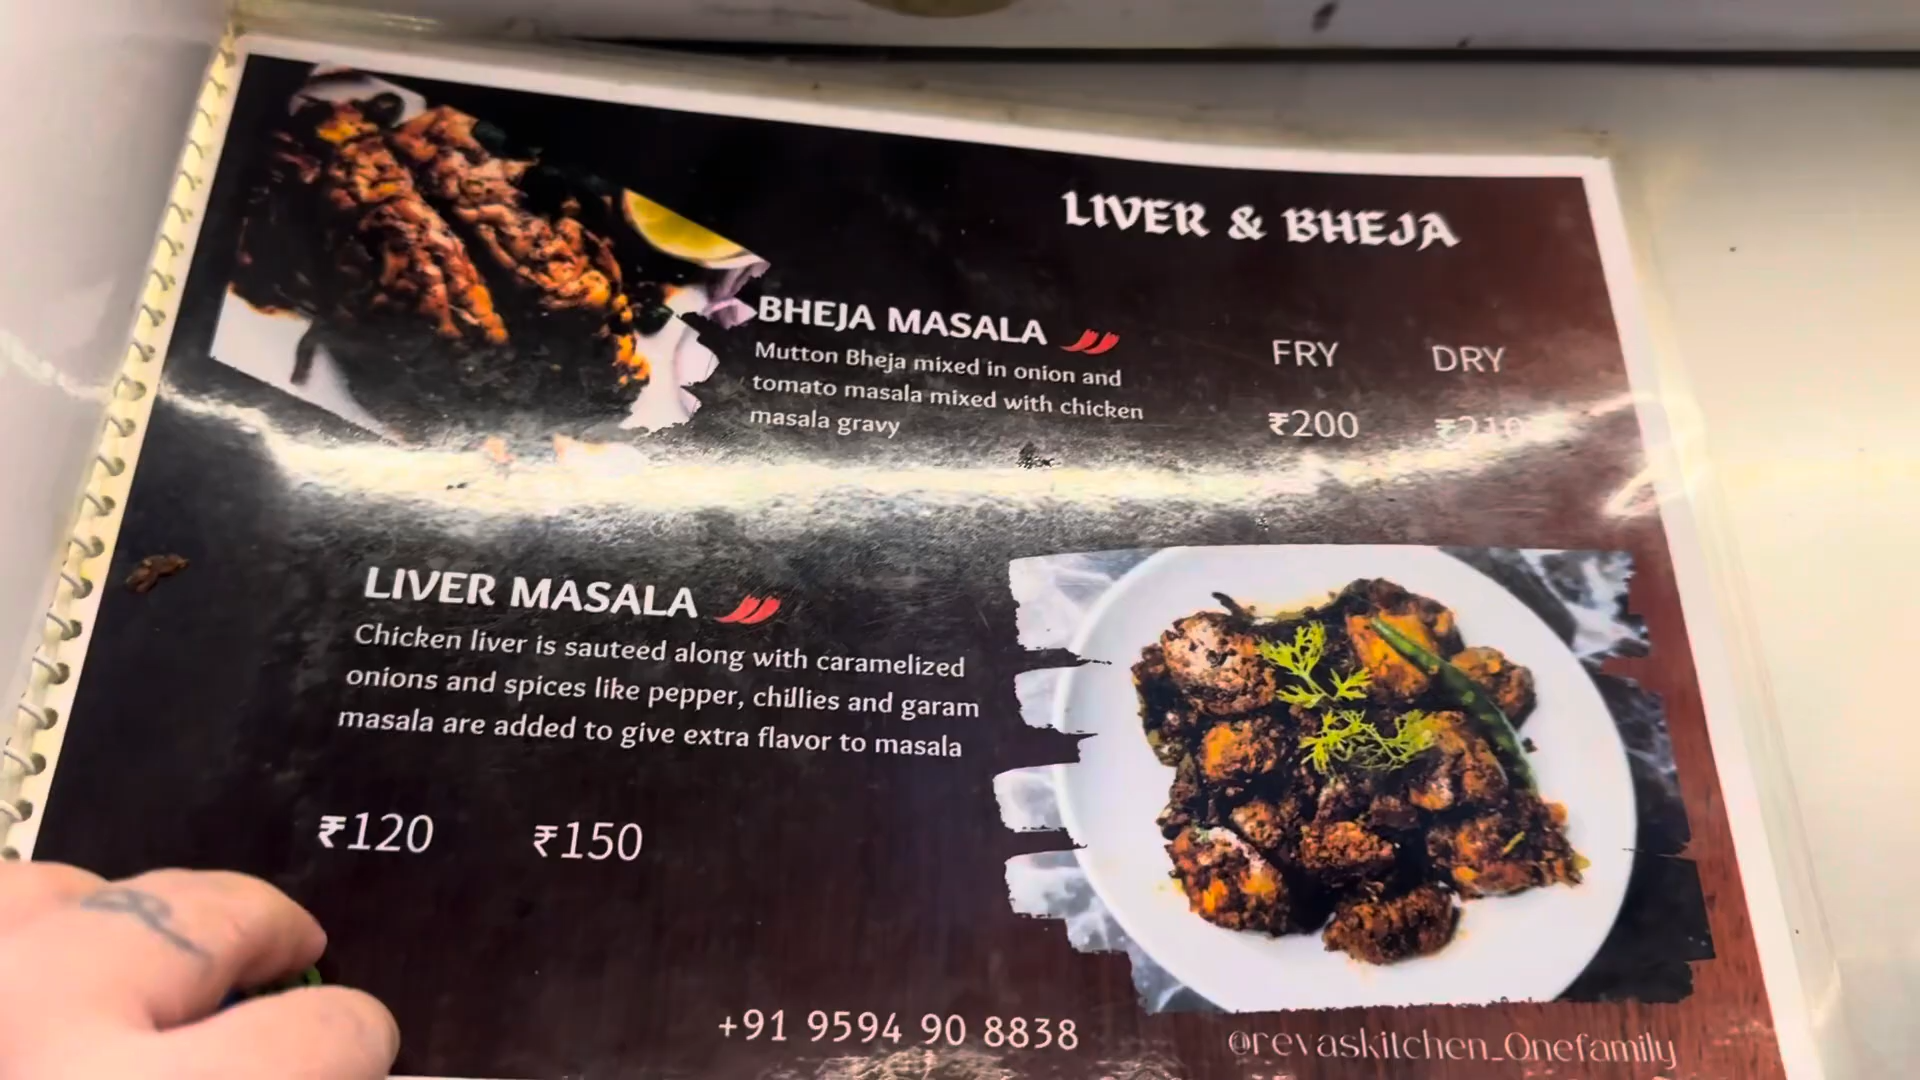 LIVER & BHEJA
BHEJA MASALA
Mutton Bheja mixed in onion and
tomato masala mixed with chicken
masala gravy
FRY DRY
₹200 ₹210
LIVER MASALA
Chicken liver is sauteed along with caramelized
onions and spices like pepper, chillies and garam
masala are added to give extra flavor to masala
₹120 ₹150
+91 9594 90 8838
@revaskitchen_Onefamily